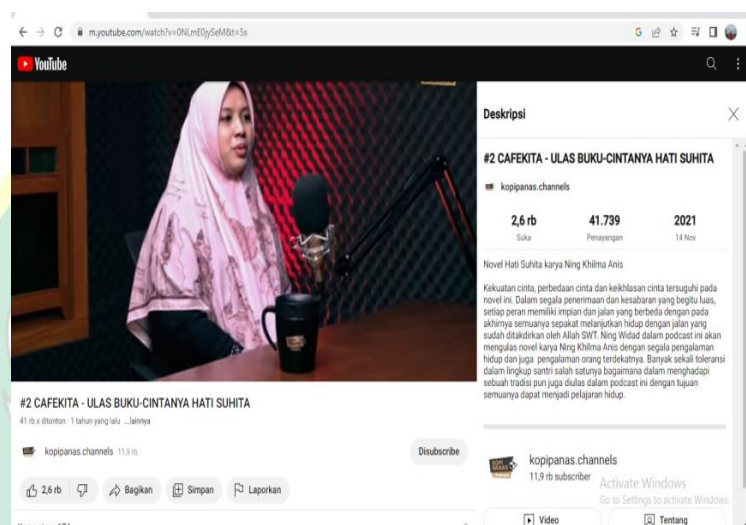 m.youtube.com/watch?v=0NLmE0jySeM&t=5s
YouTube
#2 CAFEKITA - ULAS BUKU-CINTANYA HATI SUHITA
41 rb x ditonton · 1 tahun yang lalu ...lainnya
kopipanas.channels 11,9 rb
Disubscribe
2,6 rb
Bagikan
Simpan
Laporkan
Deskripsi
#2 CAFEKITA - ULAS BUKU-CINTANYA HATI SUHITA
kopipanas.channels
2,6 rb 41.739 2021
Suka Penayangan 14 Nov
Novel Hati Suhita karya Ning Khilma Anis
Kekuatan cinta, perbedaan cinta dan keikhlasan cinta tersuguhi pada
novel ini. Dalam segala penerimaan dan kesabaran yang begitu luas,
setiap peran memiliki impian dan jalan yang berbeda dengan pada
akhirnya semuanya sepakat melanjutkan hidup dengan jalan yang
sudah ditakdirkan oleh Allah SWT. Ning Widad dalam podcast ini akan
mengulas novel karya Ning Khilma Anis dengan segala pengalaman
hidup dan juga pengalaman orang terdekatnya. Banyak sekali toleransi
dalam lingkup santri salah satunya bagaimana dalam menghadapi
sebuah tradisi pun juga diulas dalam podcast ini dengan tujuan
semuanya dapat menjadi pelajaran hidup.
kopipanas.channels
11,9 rb subscriber
Activate Windows
Go to Settings to activate Windows.
Video
Tentang